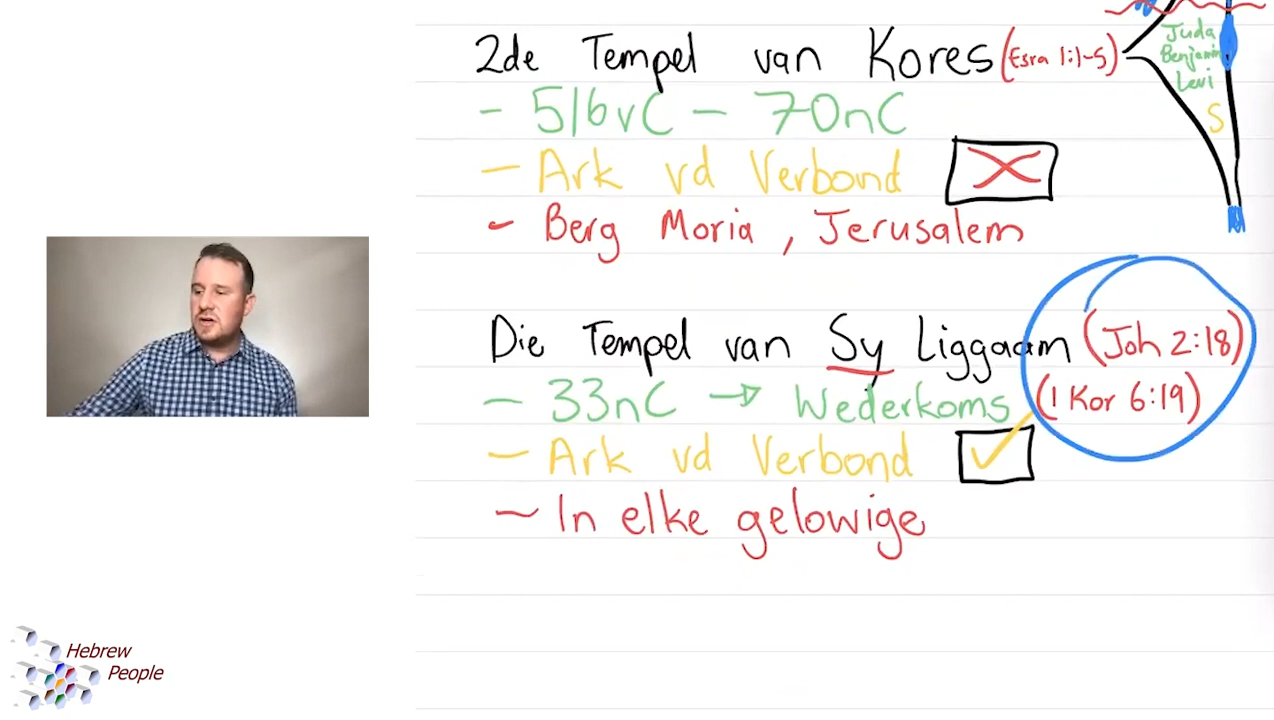 2de Tempel van Kores (Esra 1:1-5)
- 516vC - 70nC
- Ark vd Verbond
- Berg Moria, Jerusalem
Juda
Benjamin
Levi
S
Die Tempel van Sy Liggaam (Joh 2:18)
- 33nC → Wederkoms (1 Kor 6:19)
- Ark vd Verbond
- In elke gelowige
Hebrew
People